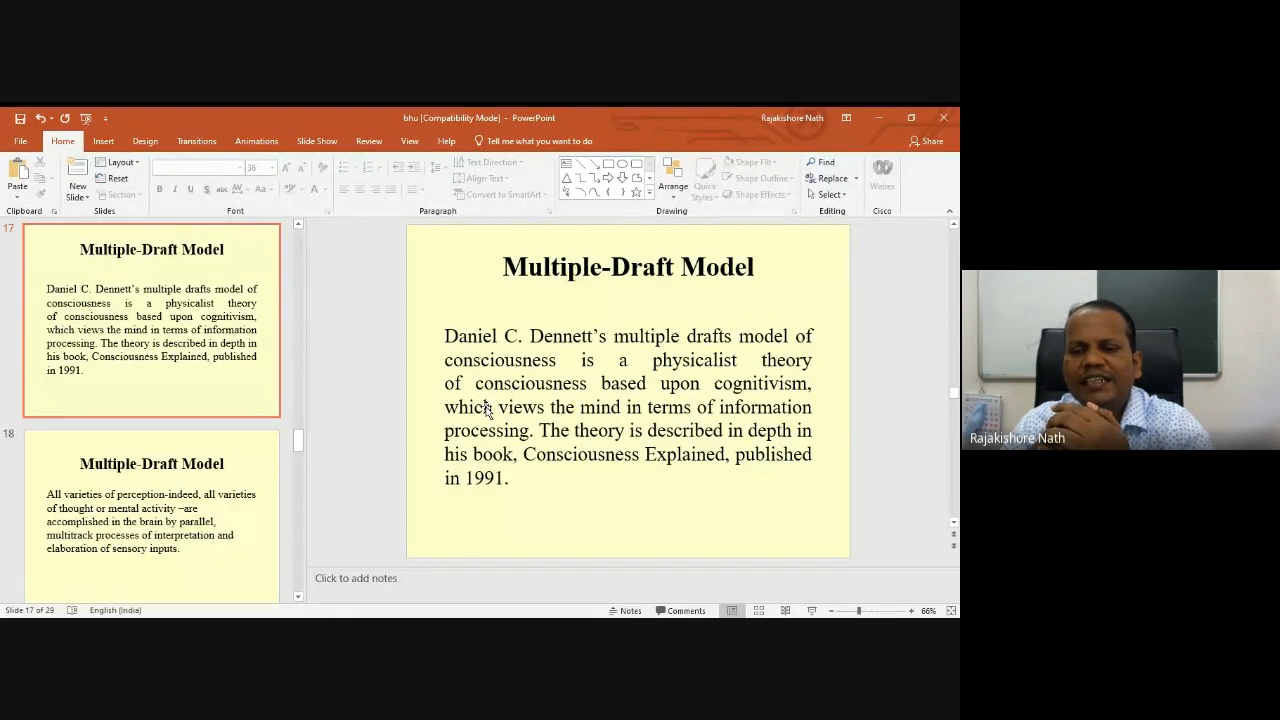 bhu [Compatibility Mode] - PowerPoint
Rajakishore Nath
File Home Insert Design Transitions Animations Slide Show Review View Help Tell me what you want to do Share
Paste
New Slide
Layout
Reset
Section
36
Text Direction
Align Text
Convert to SmartArt
Arrange
Quick Styles
Shape Fill
Shape Outline
Shape Effects
Find
Replace
Select
Webex
Clipboard Slides Font Paragraph Drawing Editing Cisco
17
Multiple-Draft Model
Daniel C. Dennett’s multiple drafts model of
consciousness is a physicalist theory
of consciousness based upon cognitivism,
which views the mind in terms of information
processing. The theory is described in depth in
his book, Consciousness Explained, published
in 1991.
18
Multiple-Draft Model
All varieties of perception-indeed, all varieties
of thought or mental activity –are
accomplished in the brain by parallel,
multitrack processes of interpretation and
elaboration of sensory inputs.
Multiple-Draft Model
Daniel C. Dennett’s multiple drafts model of
consciousness is a physicalist theory
of consciousness based upon cognitivism,
which views the mind in terms of information
processing. The theory is described in depth in
his book, Consciousness Explained, published
in 1991.
Click to add notes
Slide 17 of 29 English (India) Notes Comments 66%
Rajakishore Nath